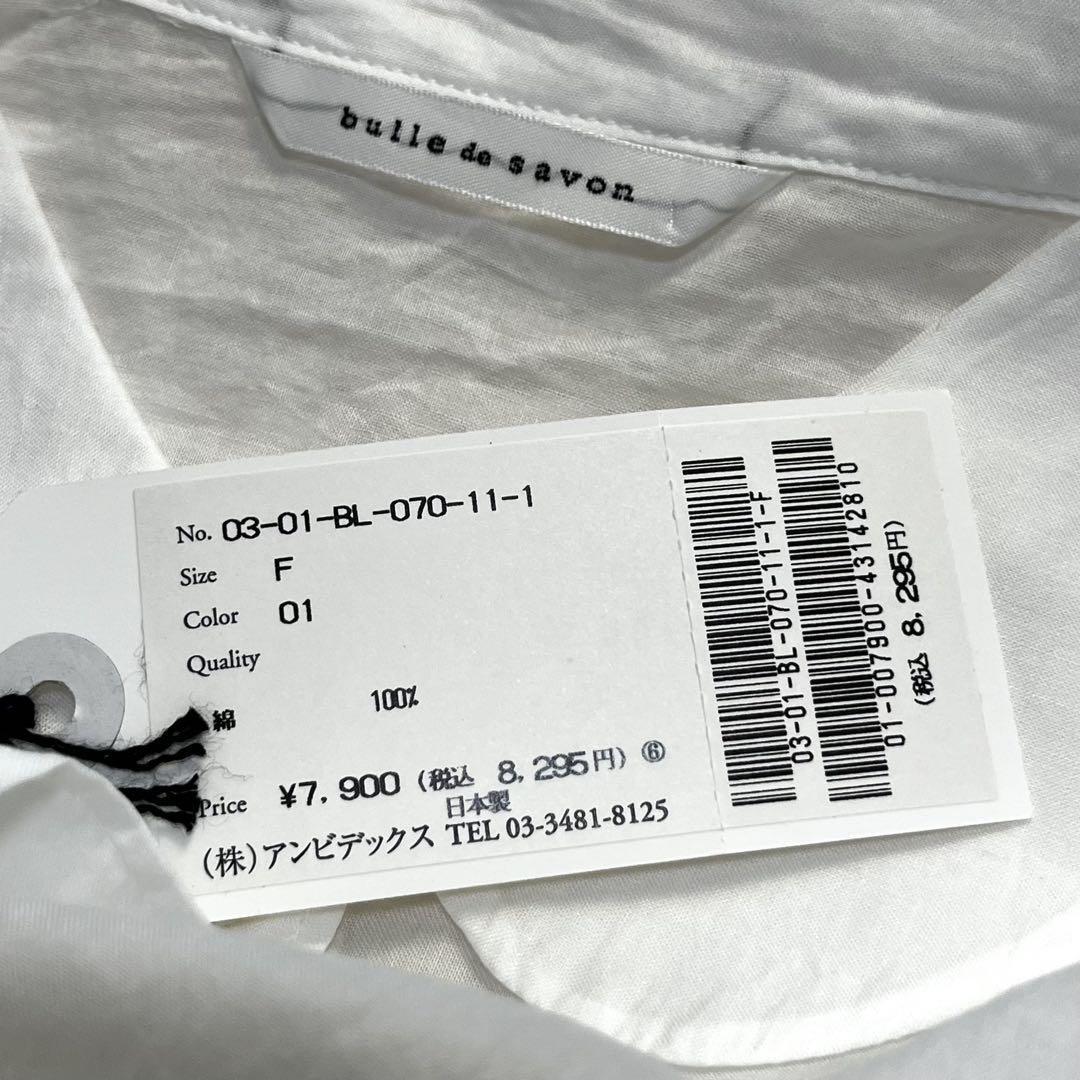 bulle de savon
No. 03-01-BL-070-11-1
Size F
Color 01
Quality
綿 100%
Price ¥7,900 (税込 8,295円) ⑥
日本製
(株)アンビデックス TEL 03-3481-8125
03-01-BL-070-11-1-F
01-007900-43142810
(税込 8,295円)